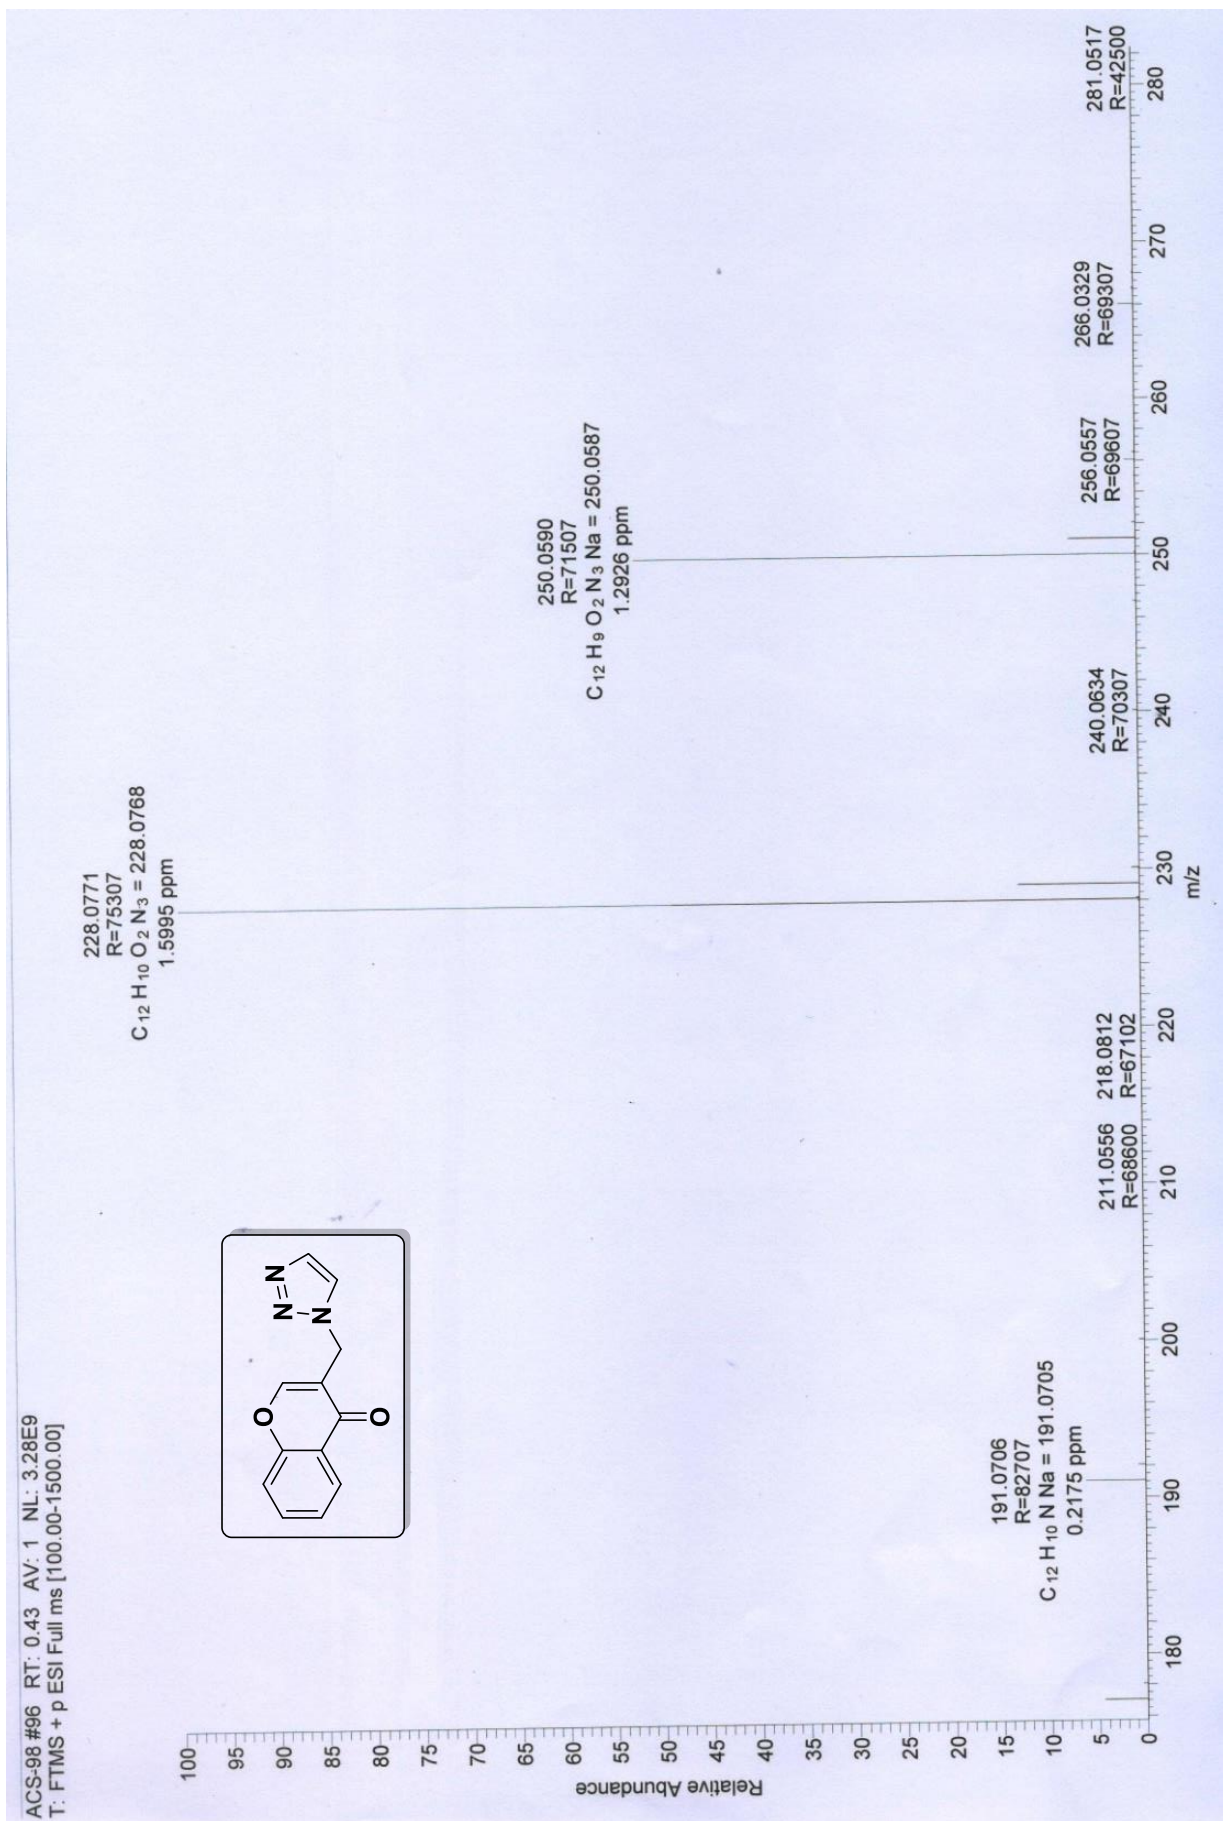 ACS-98 #96 RT: 0.43 AV: 1 NL: 3.28E9
T: FTMS + p ESI Full ms [100.00-1500.00]
228.0771
R=75307
C12 H10 O2 N3 = 228.0768
1.5995 ppm
250.0590
R=71507
C12 H9 O2 N3 Na = 250.0587
1.2926 ppm
191.0706
R=82707
C12 H10 N Na = 191.0705
0.2175 ppm
211.0556
R=68600
218.0812
R=67102
240.0634
R=70307
256.0557
R=69607
266.0329
R=69307
281.0517
R=42500
O
O
N
N
N
Relative Abundance
100
95
90
85
80
75
70
65
60
55
50
45
40
35
30
25
20
15
10
5
0
180
190
200
210
220
230
240
250
260
270
280
m/z